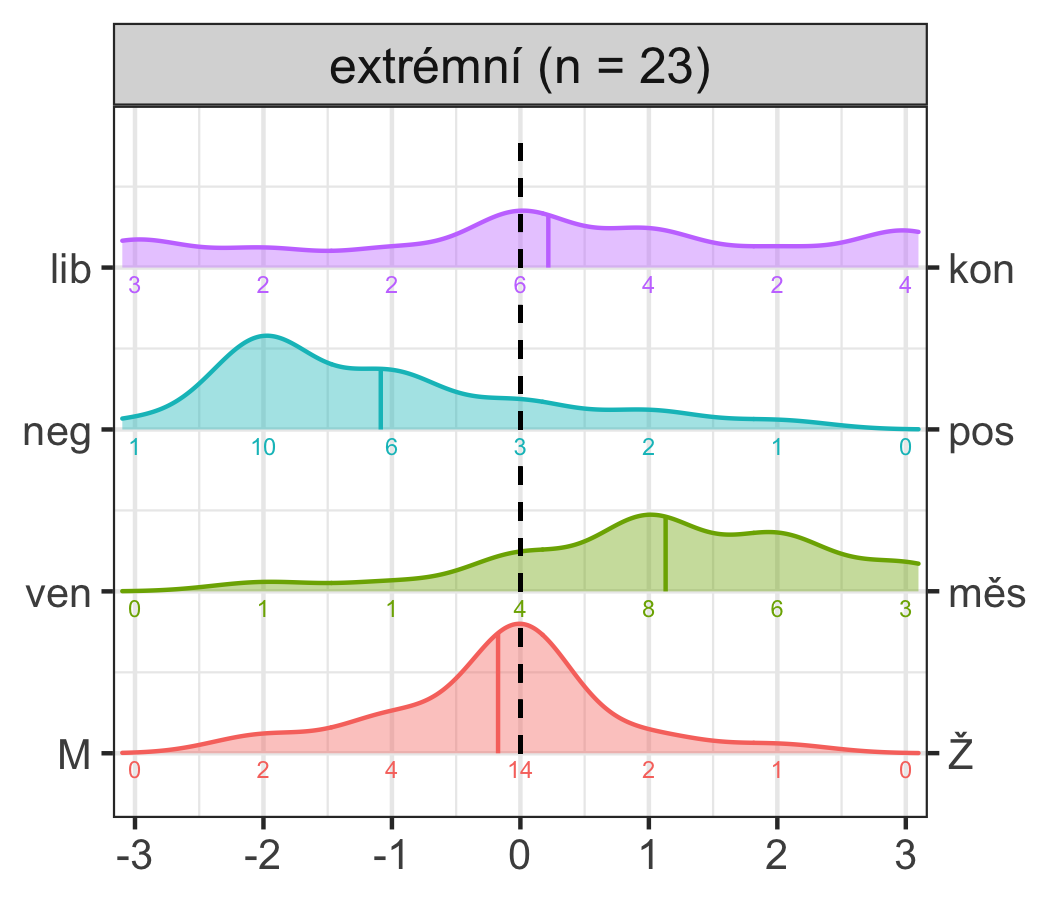 extrémní (n = 23)
lib kon
3 2 2 6 4 2 4
neg pos
1 10 6 3 2 1 0
ven měs
0 1 1 4 8 6 3
M Ž
0 2 4 14 2 1 0
-3 -2 -1 0 1 2 3